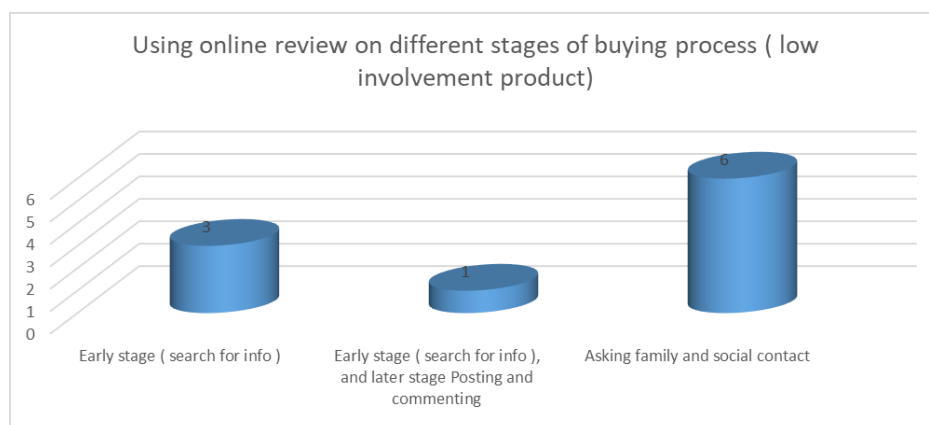 Using online review on different stages of buying process ( low
involvement product)
6
5
4
3
2
1
0
3
1
6
Early stage ( search for info )
Early stage ( search for info ),
and later stage Posting and
commenting
Asking family and social contact